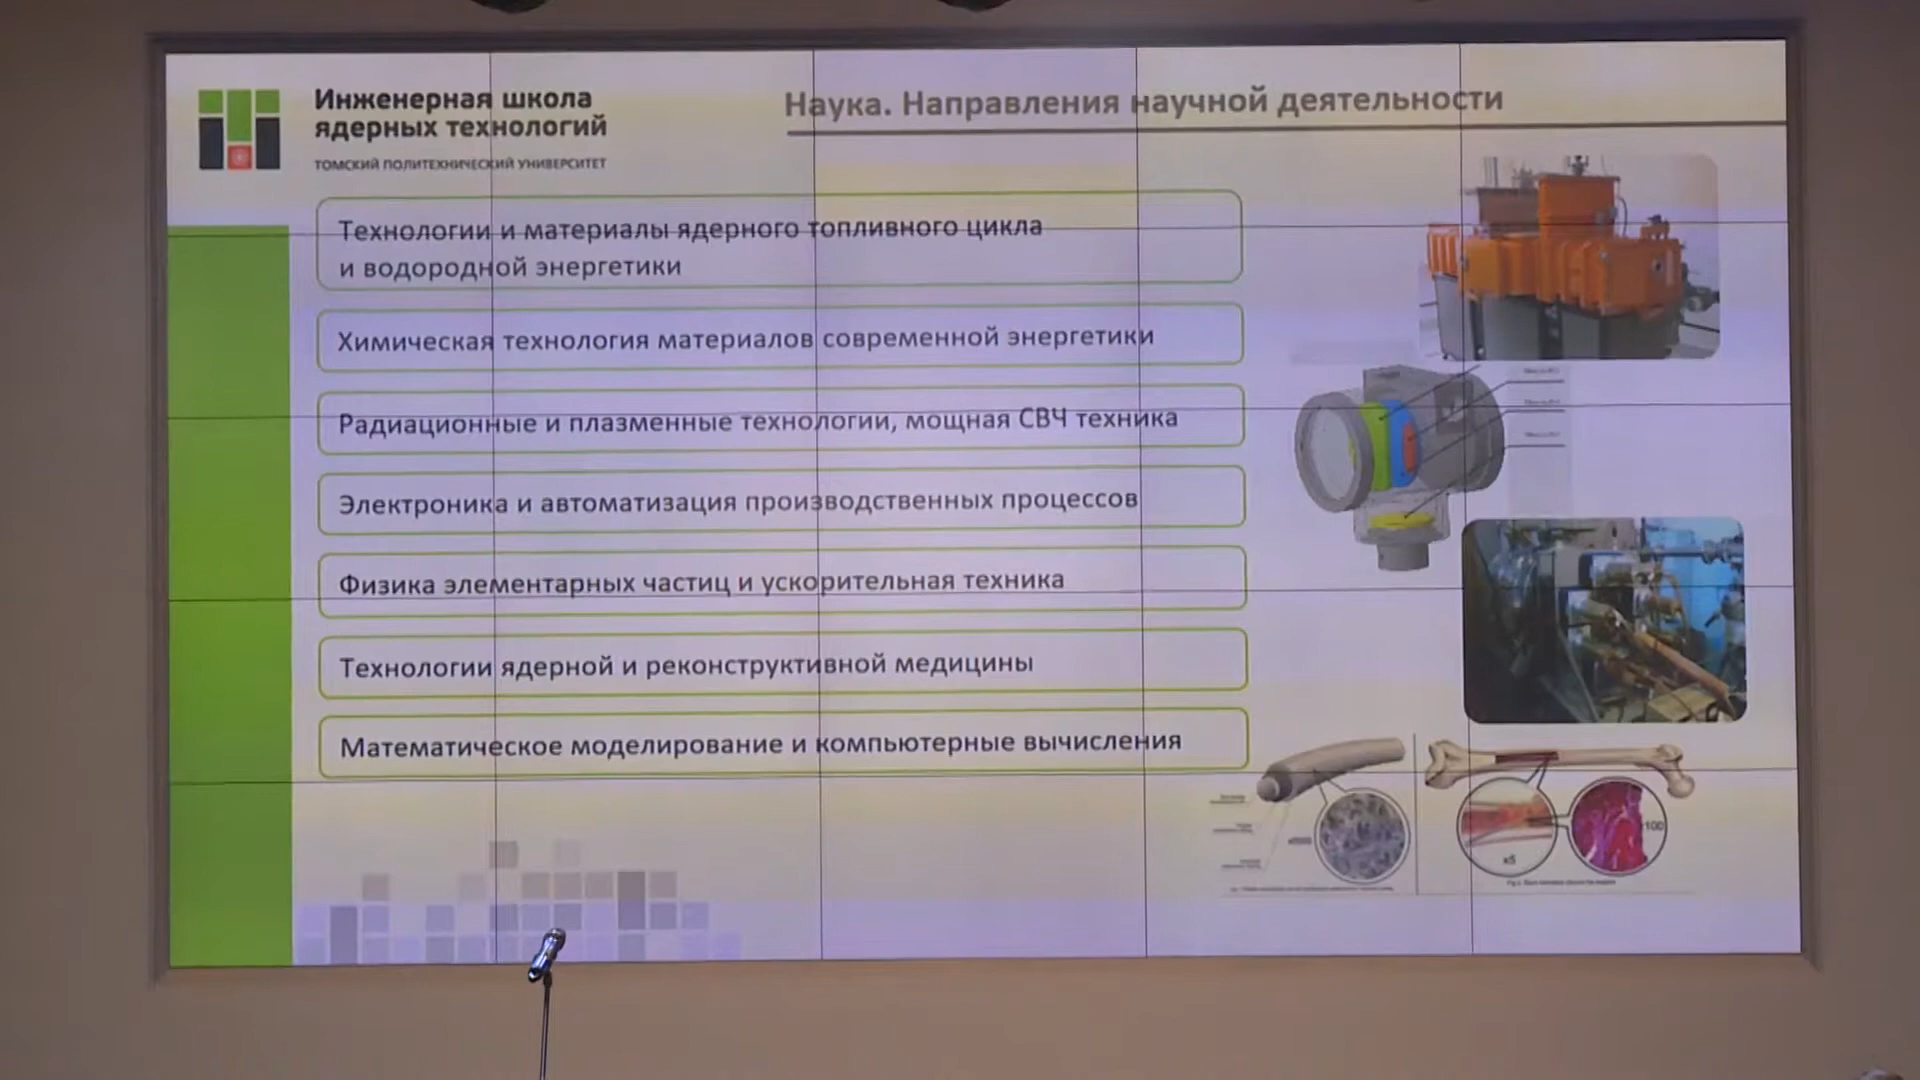 Инженерная школа
ядерных технологий
ТОМСКИЙ ПОЛИТЕХНИЧЕСКИЙ УНИВЕРСИТЕТ
Наука. Направления научной деятельности
Технологии и материалы ядерного топливного цикла
и водородной энергетики
Химическая технология материалов современной энергетики
Радиационные и плазменные технологии, мощная СВЧ техника
Электроника и автоматизация производственных процессов
Физика элементарных частиц и ускорительная техника
Технологии ядерной и реконструктивной медицины
Математическое моделирование и компьютерные вычисления
x5
x100